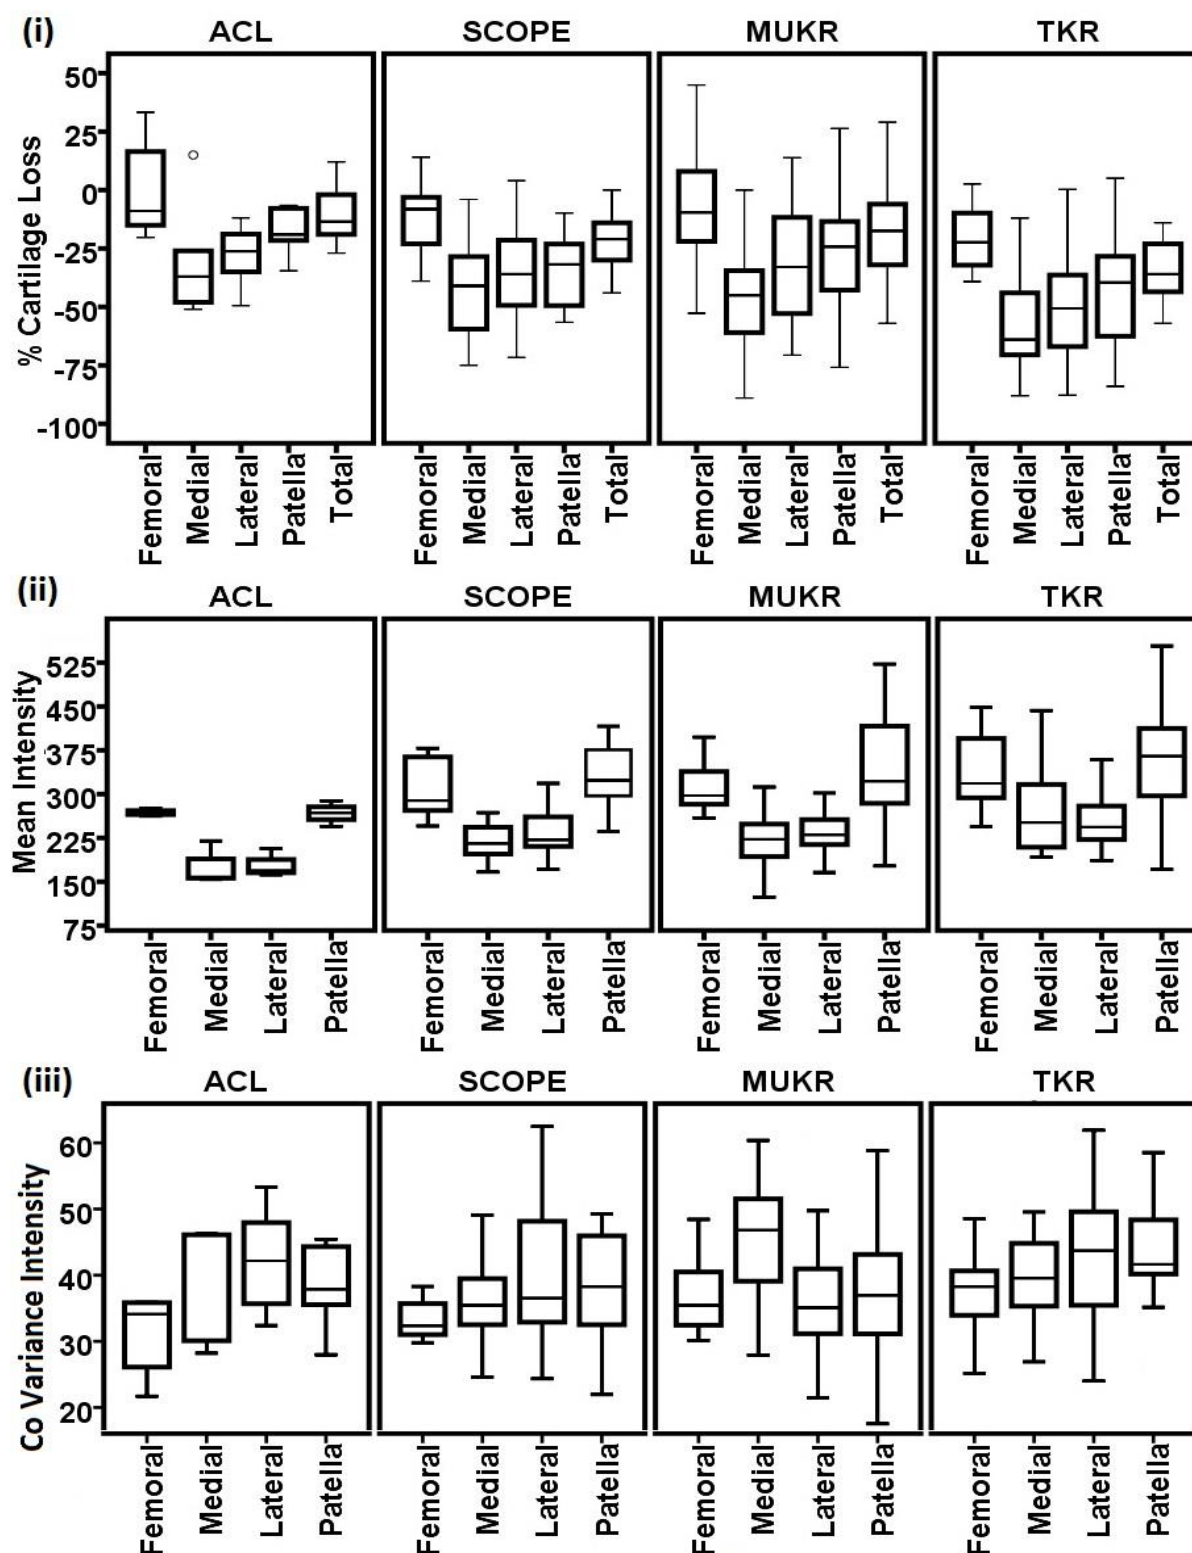 (i)
ACL SCOPE MUKR TKR
% Cartilage Loss
50
25
0
-25
-50
-75
-100
Femoral Medial Lateral Patella Total Femoral Medial Lateral Patella Total Femoral Medial Lateral Patella Total Femoral Medial Lateral Patella Total
(ii)
ACL SCOPE MUKR TKR
Mean Intensity
525
450
375
300
225
150
75
Femoral Medial Lateral Patella Femoral Medial Lateral Patella Femoral Medial Lateral Patella Femoral Medial Lateral Patella
(iii)
ACL SCOPE MUKR TKR
Co Variance Intensity
60
50
40
30
20
Femoral Medial Lateral Patella Femoral Medial Lateral Patella Femoral Medial Lateral Patella Femoral Medial Lateral Patella